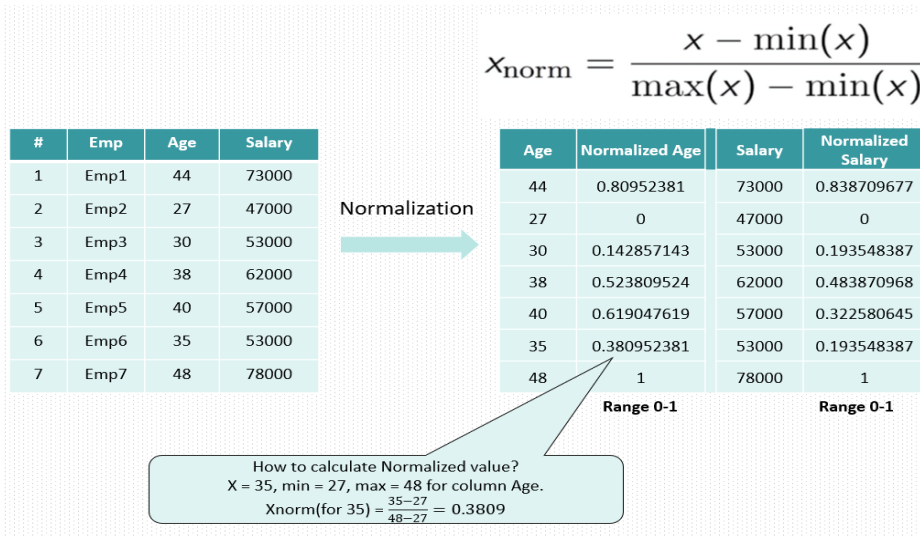 x_norm = (x − min(x)) / (max(x) − min(x))
# Emp Age Salary
1 Emp1 44 73000
2 Emp2 27 47000
3 Emp3 30 53000
4 Emp4 38 62000
5 Emp5 40 57000
6 Emp6 35 53000
7 Emp7 48 78000
Normalization
Age Normalized Age Salary Normalized Salary
44 0.80952381 73000 0.838709677
27 0 47000 0
30 0.142857143 53000 0.193548387
38 0.523809524 62000 0.483870968
40 0.619047619 57000 0.322580645
35 0.380952381 53000 0.193548387
48 1 78000 1
Range 0-1 Range 0-1
How to calculate Normalized value?
X = 35, min = 27, max = 48 for column Age.
Xnorm(for 35) = (35−27)/(48−27) = 0.3809